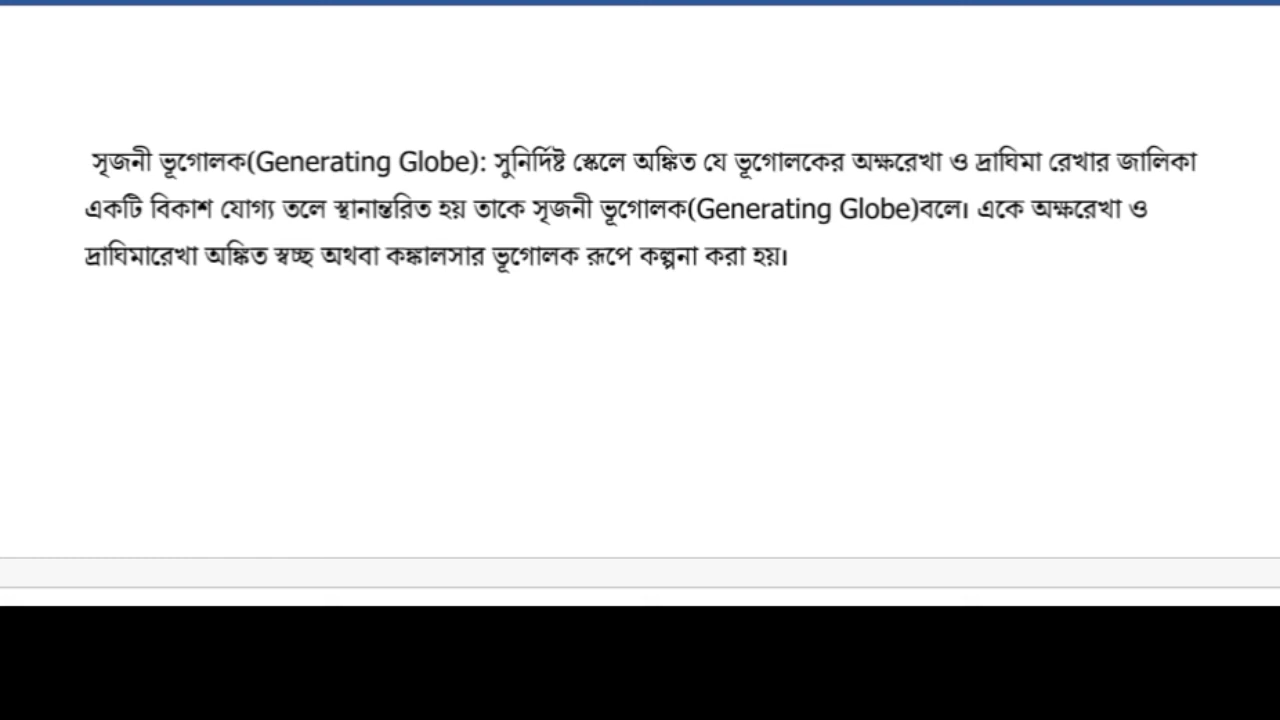 সৃজনী ভূগোলক(Generating Globe): সুনির্দিষ্ট স্কেলে অঙ্কিত যে ভূগোলকের অক্ষরেখা ও দ্রাঘিমা রেখার জালিকা
একটি বিকাশ যোগ্য তলে স্থানান্তরিত হয় তাকে সৃজনী ভূগোলক(Generating Globe)বলে। একে অক্ষরেখা ও
দ্রাঘিমারেখা অঙ্কিত স্বচ্ছ অথবা কঙ্কালসার ভূগোলক রূপে কল্পনা করা হয়।